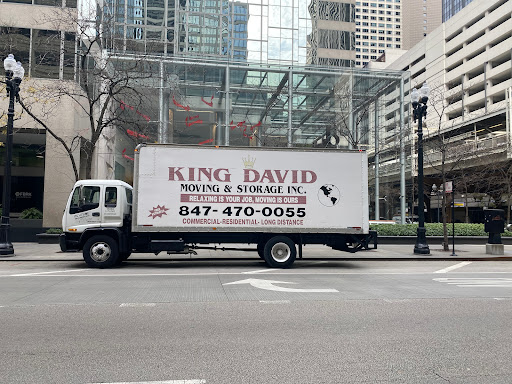 KING DAVID
MOVING & STORAGE INC.
RELAXING IS YOUR JOB, MOVING IS OURS
847-470-0055
COMMERCIAL-RESIDENTIAL-LONG DISTANCE